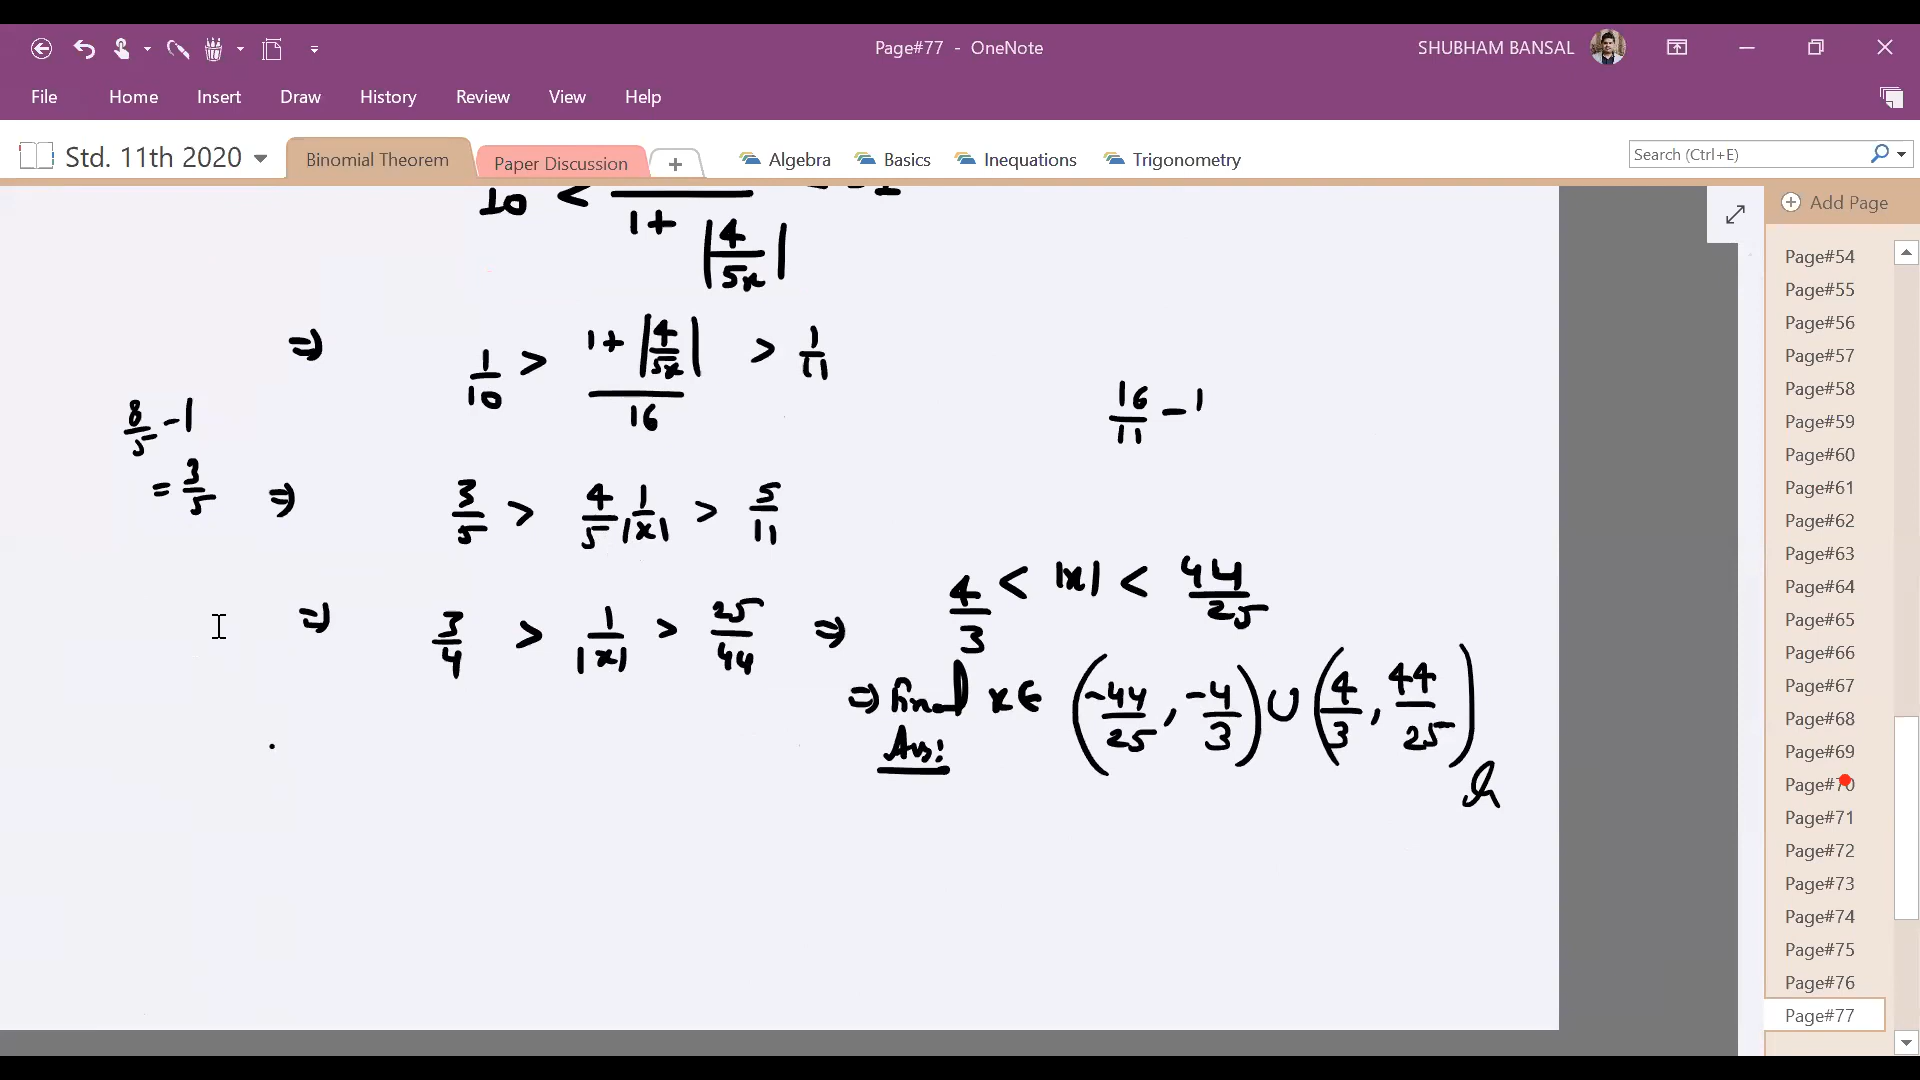 Page#77 - OneNote
SHUBHAM BANSAL
File Home Insert Draw History Review View Help
Std. 11th 2020
Binomial Theorem
Paper Discussion
+
Algebra
Basics
Inequations
Trigonometry
Search (Ctrl+E)
Add Page
Page#54
Page#55
Page#56
Page#57
Page#58
Page#59
Page#60
Page#61
Page#62
Page#63
Page#64
Page#65
Page#66
Page#67
Page#68
Page#69
Page#70
Page#71
Page#72
Page#73
Page#74
Page#75
Page#76
Page#77
10 <
1 + |4/5x|
⇒ 1/10 > (1 + |4/5x|)/16 > 1/11
8/5 - 1
= 3/5
16/11 - 1
⇒ 3/5 > 4/5 1/|x| > 5/11
⇒ 3/4 > 1/|x| > 25/44 ⇒ 4/3 < |x| < 44/25
⇒ final x ∈ (-44/25, -4/3) ∪ (4/3, 44/25)
Ans: